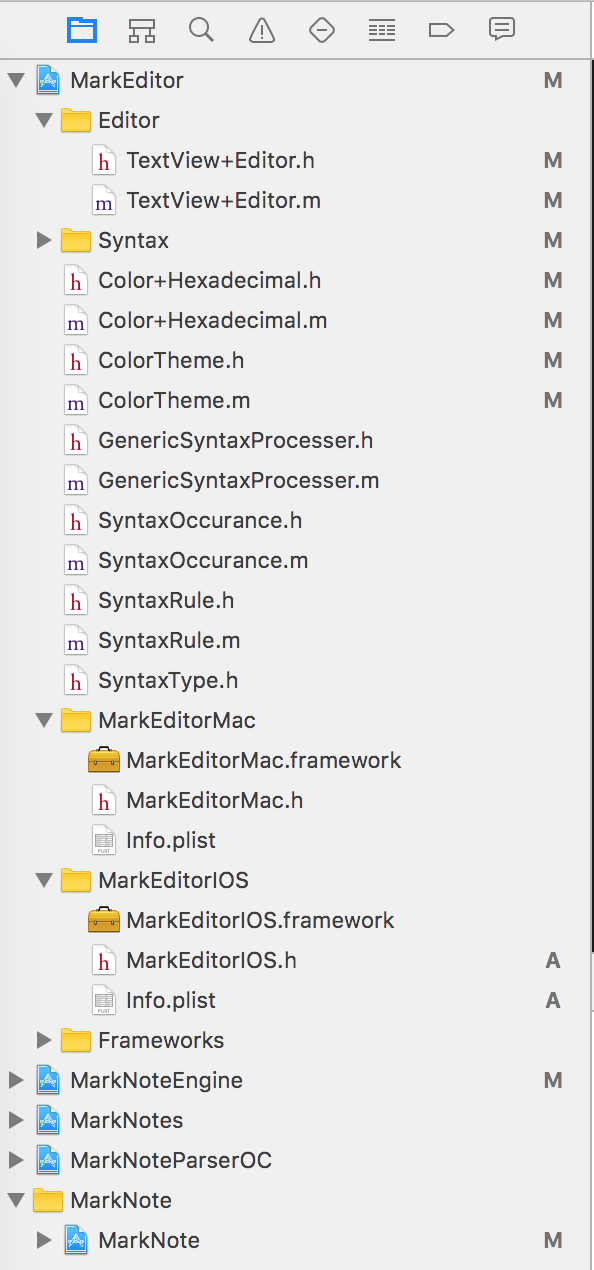 MarkEditor M
Editor
h TextView+Editor.h M
m TextView+Editor.m M
Syntax M
h Color+Hexadecimal.h M
m Color+Hexadecimal.m M
h ColorTheme.h M
m ColorTheme.m M
h GenericSyntaxProcesser.h
m GenericSyntaxProcesser.m
h SyntaxOccurance.h
m SyntaxOccurance.m
h SyntaxRule.h
m SyntaxRule.m
h SyntaxType.h
MarkEditorMac
MarkEditorMac.framework
h MarkEditorMac.h
PLIST Info.plist
MarkEditorIOS
MarkEditorIOS.framework
h MarkEditorIOS.h A
PLIST Info.plist A
Frameworks
MarkNoteEngine M
MarkNotes
MarkNoteParserOC
MarkNote
MarkNote M